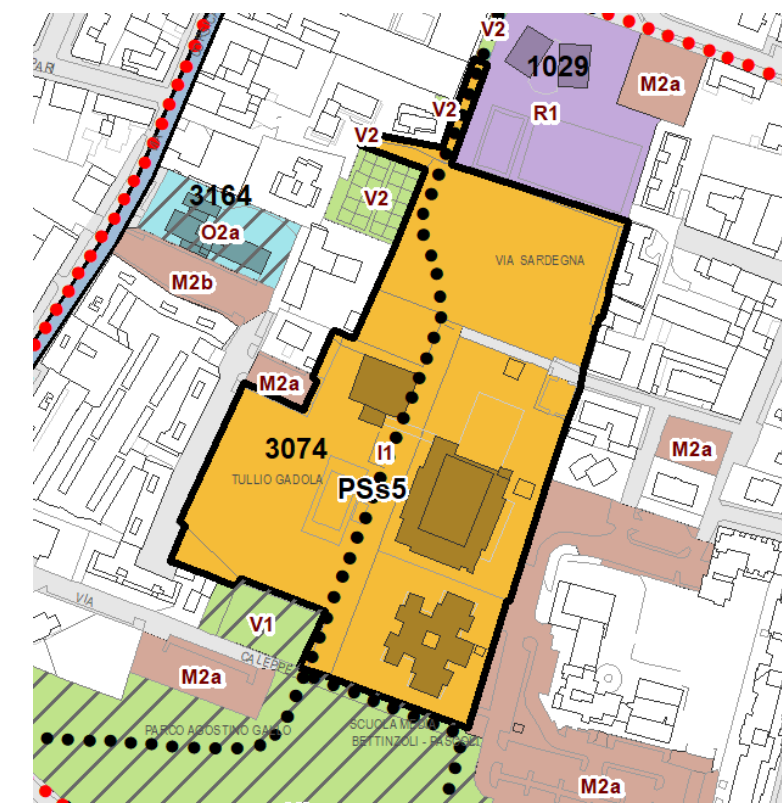 V2
1029
M2a
V2
R1
V2
3164
V2
O2a
VIA SARDEGNA
M2b
M2a
3074
I1
M2a
TULLIO GADOLA
PSs5
VIA
V1
M2a
PARCO AGOSTINO GALLO
SCUOLA MEDIA
BETTINZOLI - PASCOLI
M2a